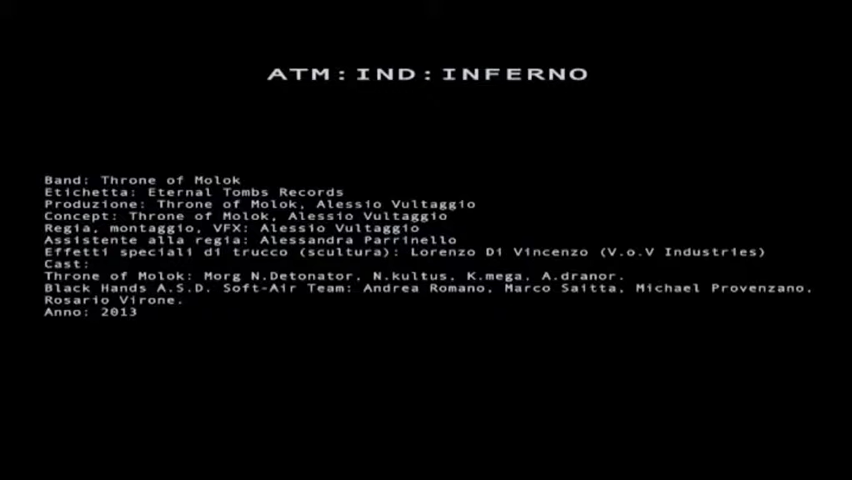 ATM:IND:INFERNO
Band: Throne of Molok
Etichetta: Eternal Tombs Records
Produzione: Throne of Molok, Alessio Vultaggio
Concept: Throne of Molok, Alessio Vultaggio
Regia, montaggio, VFX: Alessio Vultaggio
Assistente alla regia: Alessandra Parrinello
Effetti speciali di trucco (scultura): Lorenzo Di Vincenzo (V.o.V Industries)
Cast:
Throne of Molok: Morg N.Detonator, N.kultus, K.mega, A.dranor.
Black Hands A.S.D. Soft-Air Team: Andrea Romano, Marco Saitta, Michael Provenzano,
Rosario Virone.
Anno: 2013